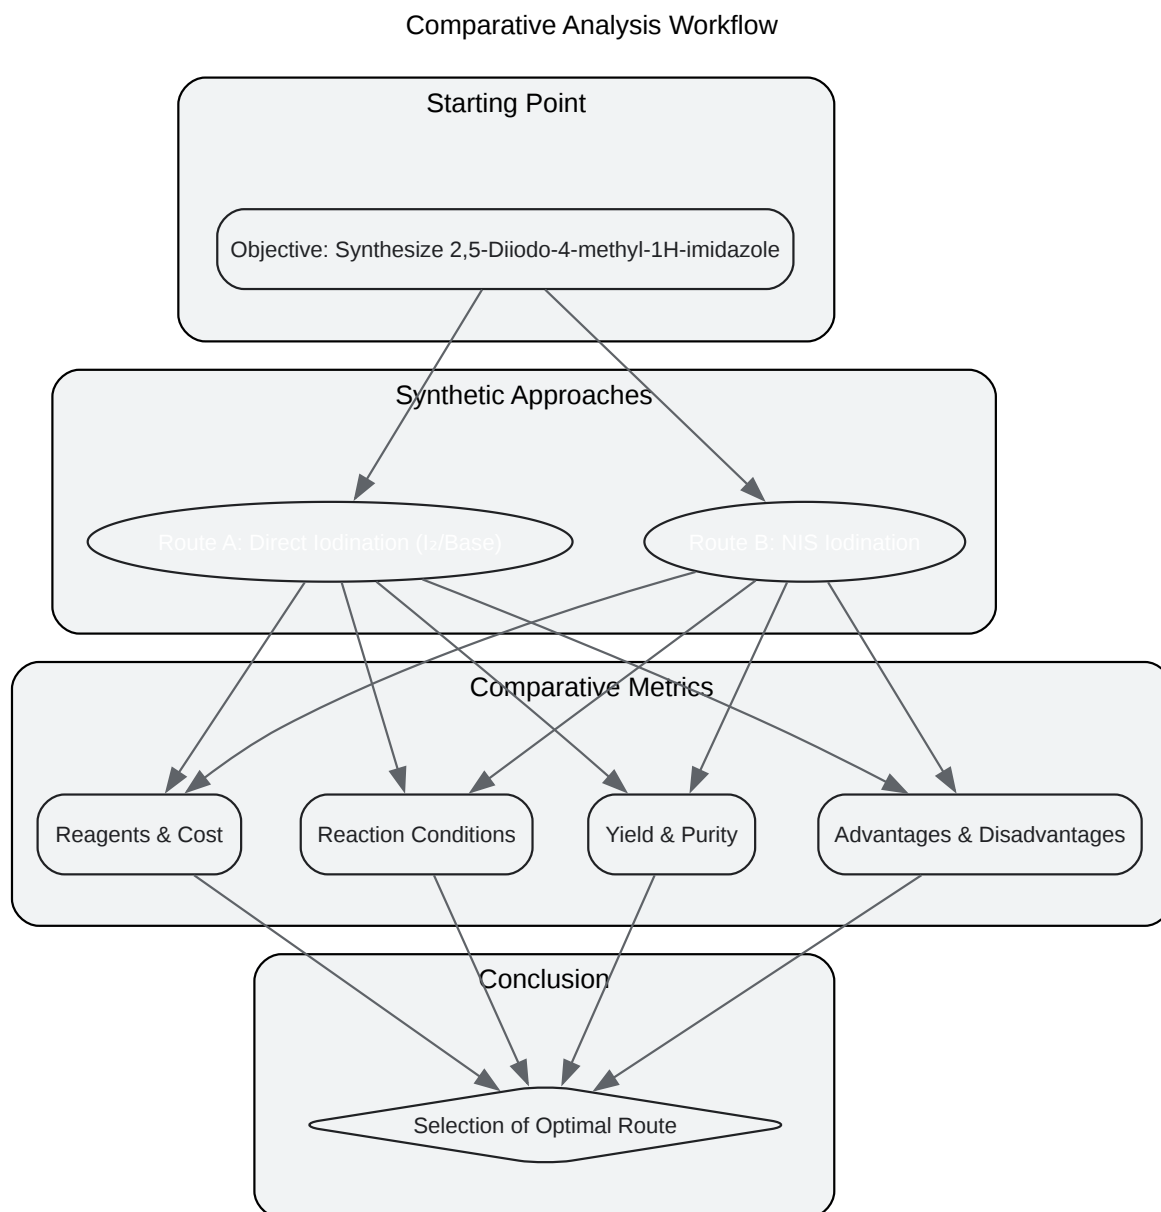 Comparative Analysis Workflow
Starting Point
Objective: Synthesize 2,5-Diiodo-4-methyl-1H-imidazole
Synthetic Approaches
Route A: Direct Iodination (I₂/Base)
Route B: NIS Iodination
Comparative Metrics
Reagents & Cost
Reaction Conditions
Yield & Purity
Advantages & Disadvantages
Conclusion
Selection of Optimal Route